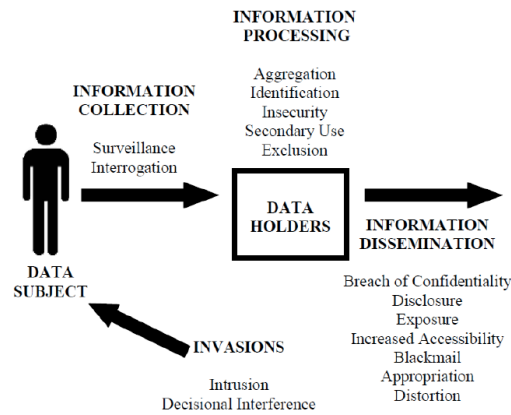 INFORMATION
PROCESSING
Aggregation
Identification
Insecurity
Secondary Use
Exclusion
INFORMATION
COLLECTION
Surveillance
Interrogation
DATA
HOLDERS
DATA
SUBJECT
INFORMATION
DISSEMINATION
Breach of Confidentiality
Disclosure
Exposure
Increased Accessibility
Blackmail
Appropriation
Distortion
INVASIONS
Intrusion
Decisional Interference